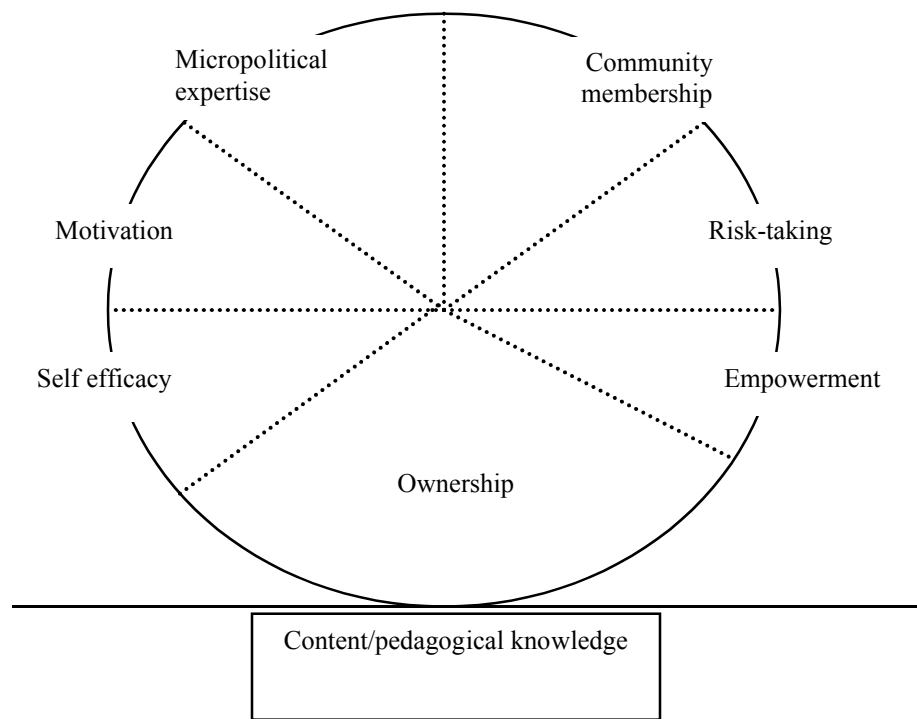 Micropolitical
expertise
Community
membership
Motivation
Risk-taking
Self efficacy
Empowerment
Ownership
Content/pedagogical knowledge